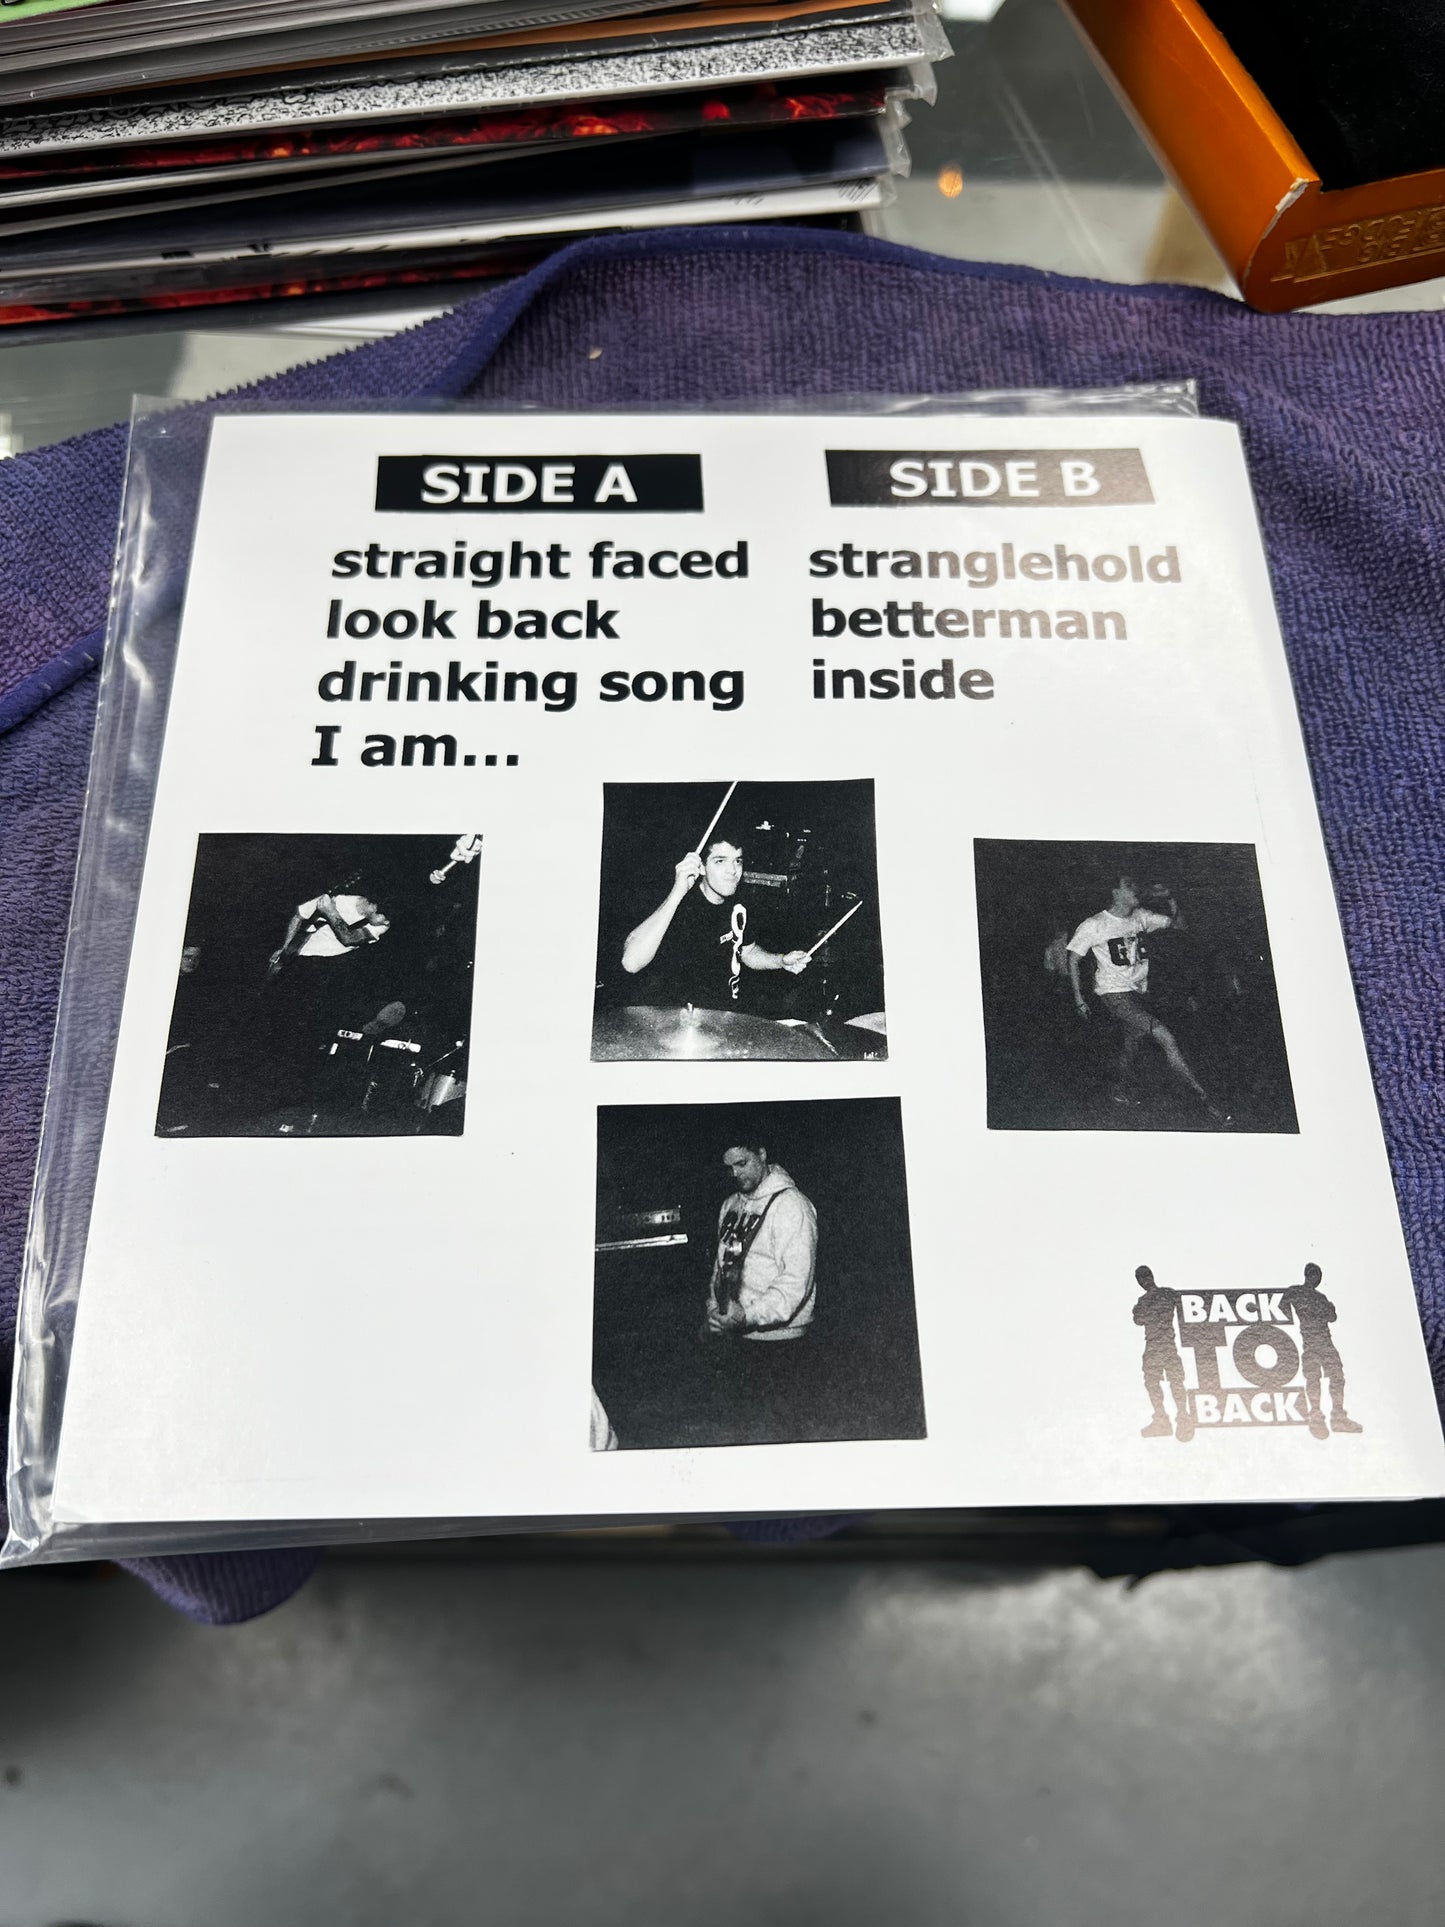 SIDE A
straight faced
look back
drinking song
I am...
SIDE B
stranglehold
betterman
inside
BACK
TO
BACK